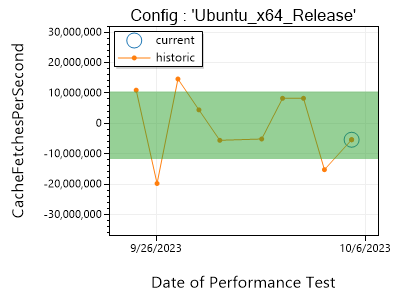 Config : 'Ubuntu_x64_Release'
current
historic
CacheFetchesPerSecond
30,000,000
20,000,000
10,000,000
0
-10,000,000
-20,000,000
-30,000,000
9/26/2023
10/6/2023
Date of Performance Test